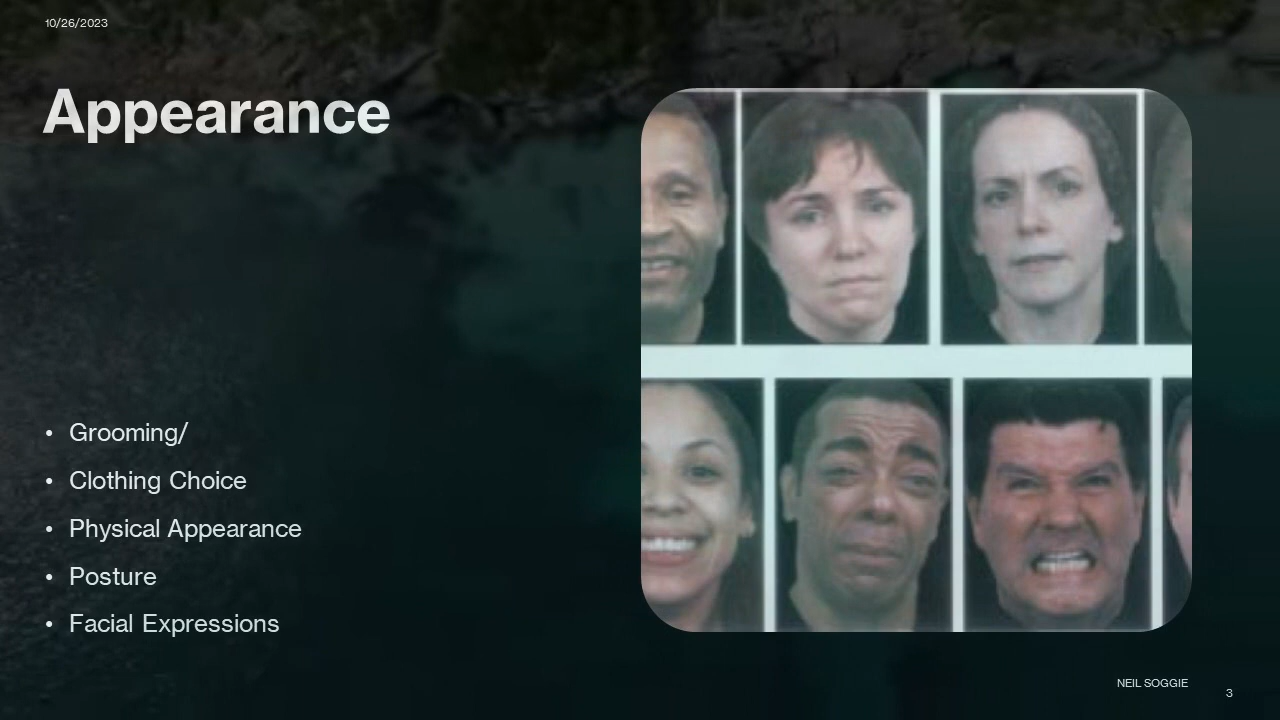 10/26/2023
Appearance
• Grooming/
• Clothing Choice
• Physical Appearance
• Posture
• Facial Expressions
NEIL SOGGIE
3